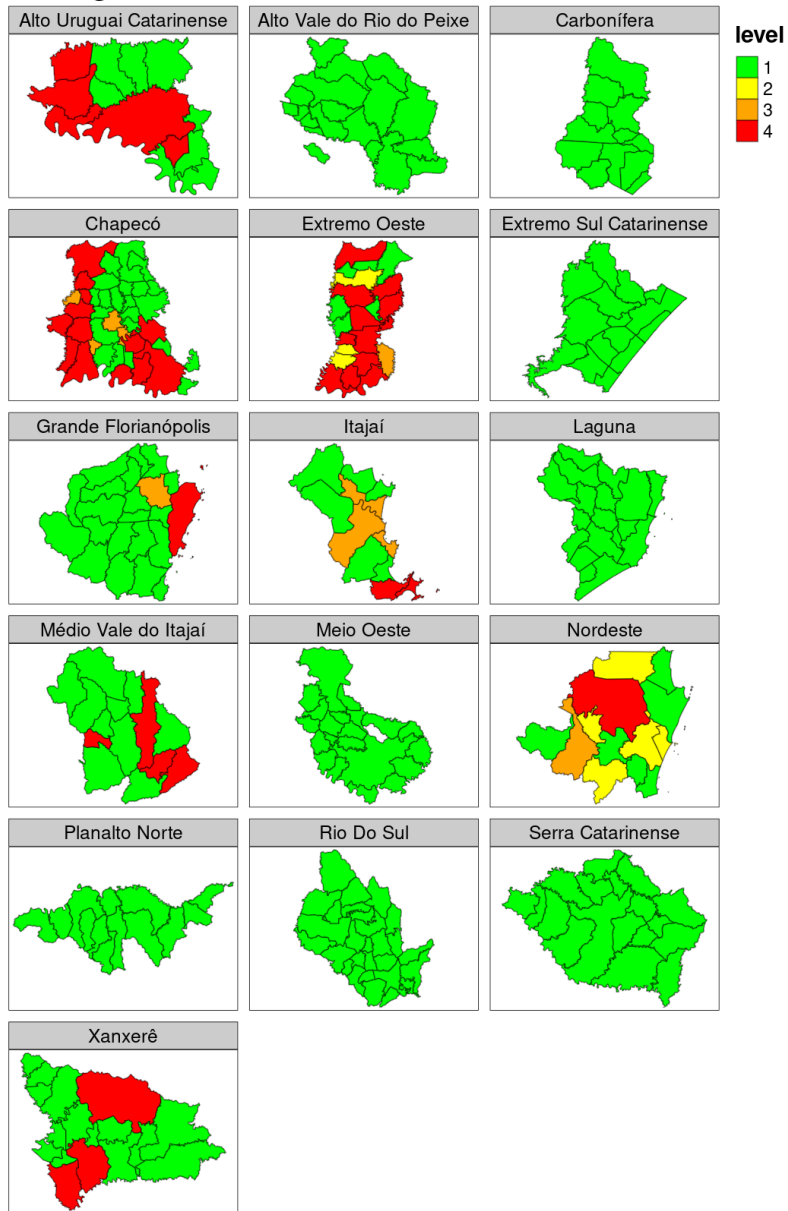 Alto Uruguai Catarinense
Alto Vale do Rio do Peixe
Carbonífera
level
1
2
3
4
Chapecó
Extremo Oeste
Extremo Sul Catarinense
Grande Florianópolis
Itajaí
Laguna
Médio Vale do Itajaí
Meio Oeste
Nordeste
Planalto Norte
Rio Do Sul
Serra Catarinense
Xanxerê